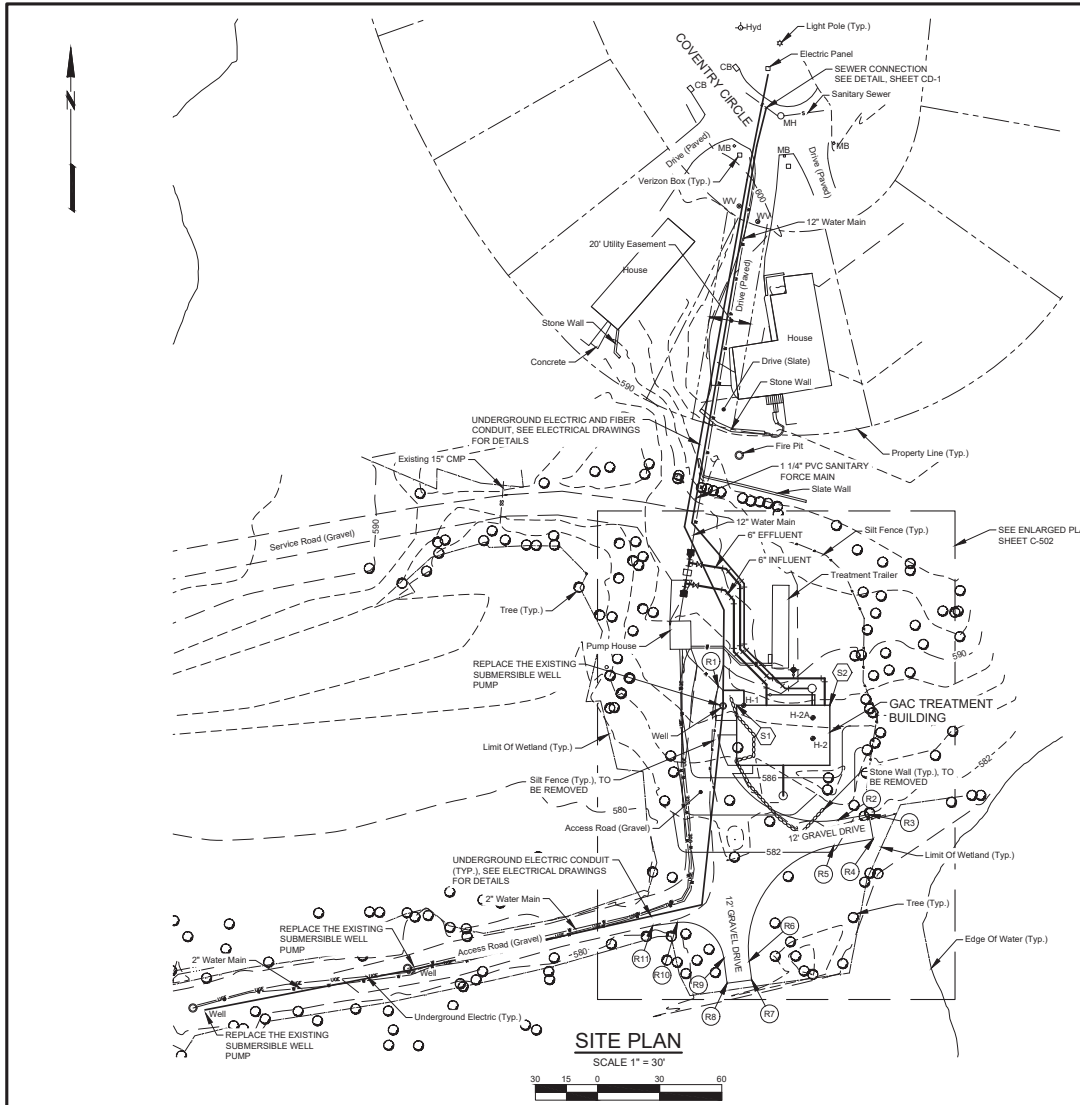 Hyd
Light Pole (Typ.)
Electric Panel
COVENTRY CIRCLE
CB
SEWER CONNECTION
SEE DETAIL, SHEET CD-1
CB
Sanitary Sewer
MH
Drive (Paved)
MB
MB
MB
Drive (Paved)
Verizon Box (Typ.)
600
WV
WV
12" Water Main
20' Utility Easement
House
Drive (Paved)
Stone Wall
House
Concrete
Drive (Slate)
590
Stone Wall
UNDERGROUND ELECTRIC AND FIBER
CONDUIT, SEE ELECTRICAL DRAWINGS
FOR DETAILS
Fire Pit
Property Line (Typ.)
Existing 15" CMP
1 1/4" PVC SANITARY
FORCE MAIN
Slate Wall
590
Service Road (Gravel)
12" Water Main
Silt Fence (Typ.)
SEE ENLARGED PLA
SHEET C-502
6" EFFLUENT
6" INFLUENT
Treatment Trailer
Tree (Typ.)
Pump House
590
REPLACE THE EXISTING
SUBMERSIBLE WELL
PUMP
R1
S2
H-1
H-2A
GAC TREATMENT
BUILDING
Well
S1
H-2
Limit Of Wetland (Typ.)
582
Silt Fence (Typ.), TO
BE REMOVED
586
Stone Wall (Typ.), TO
BE REMOVED
580
R2
R3
Access Road (Gravel)
12' GRAVEL DRIVE
582
R5
R4
Limit Of Wetland (Typ.)
UNDERGROUND ELECTRIC CONDUIT
(TYP.), SEE ELECTRICAL DRAWINGS
FOR DETAILS
2" Water Main
Tree (Typ.)
12' GRAVEL DRIVE
R6
REPLACE THE EXISTING
SUBMERSIBLE WELL
PUMP
Access Road (Gravel)
R11
Edge Of Water (Typ.)
2" Water Main
580
Well
R10
R9
R8
R7
Well
Underground Electric (Typ.)
REPLACE THE EXISTING
SUBMERSIBLE WELL
PUMP
SITE PLAN
SCALE 1" = 30'
30 15 0 30 60
N